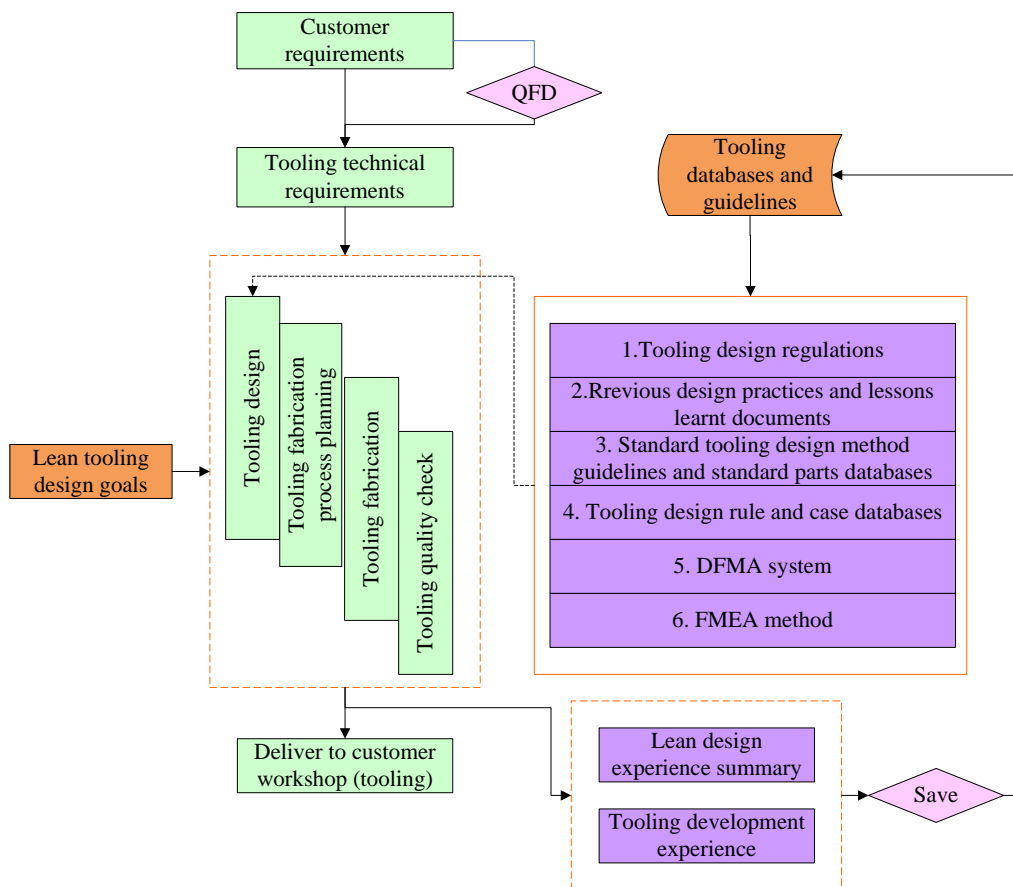 Customer
requirements
QFD
Tooling technical
requirements
Tooling
databases and
guidelines
Tooling design
Tooling fabrication
process planning
Tooling fabrication
Tooling quality check
Lean tooling
design goals
1.Tooling design regulations
2.Rrevious design practices and lessons
learnt documents
3. Standard tooling design method
guidelines and standard parts databases
4. Tooling design rule and case databases
5. DFMA system
6. FMEA method
Deliver to customer
workshop (tooling)
Lean design
experience summary
Tooling development
experience
Save